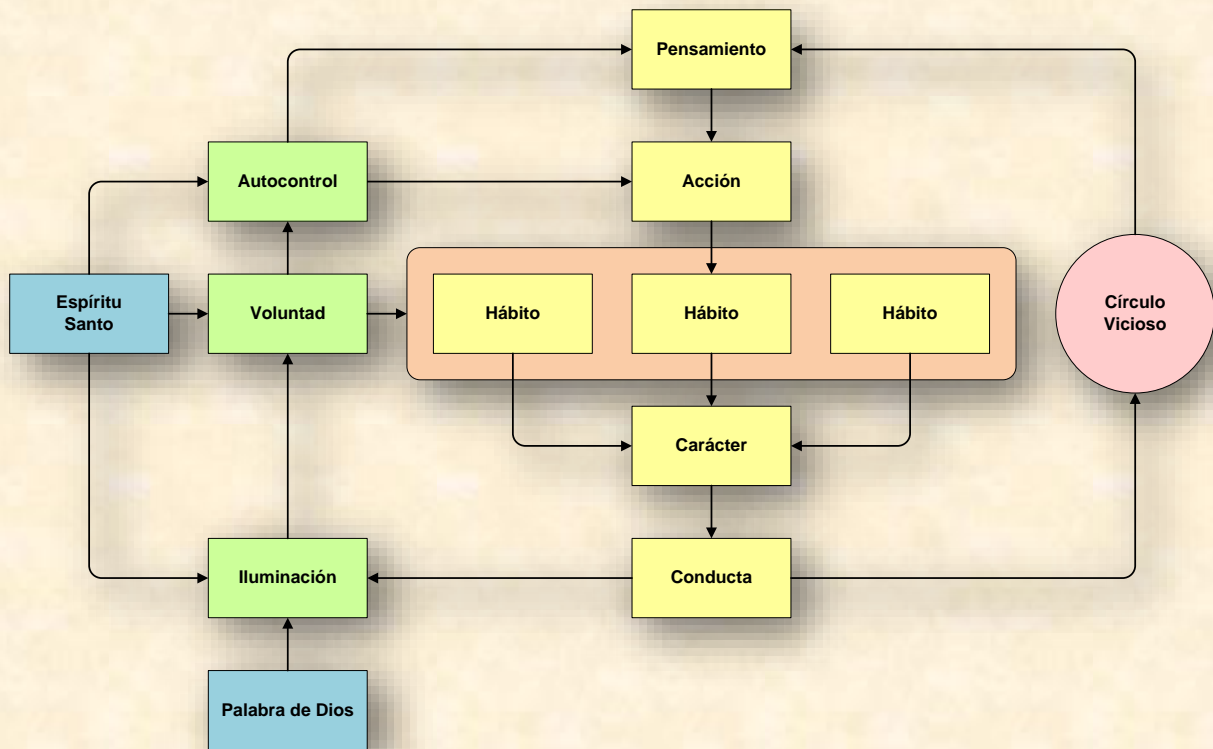 Pensamiento
Autocontrol
Acción
Espíritu
Santo
Voluntad
Hábito
Hábito
Hábito
Círculo
Vicioso
Carácter
Iluminación
Conducta
Palabra de Dios